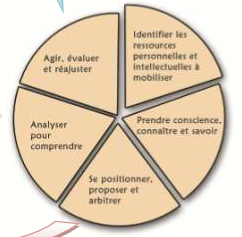 Identifier les
ressources
personnelles et
intellectuelles à
mobiliser
Prendre conscience,
connaître et savoir
Se positionner,
proposer et
arbitrer
Analyser
pour
comprendre
Agir, évaluer
et réajuster